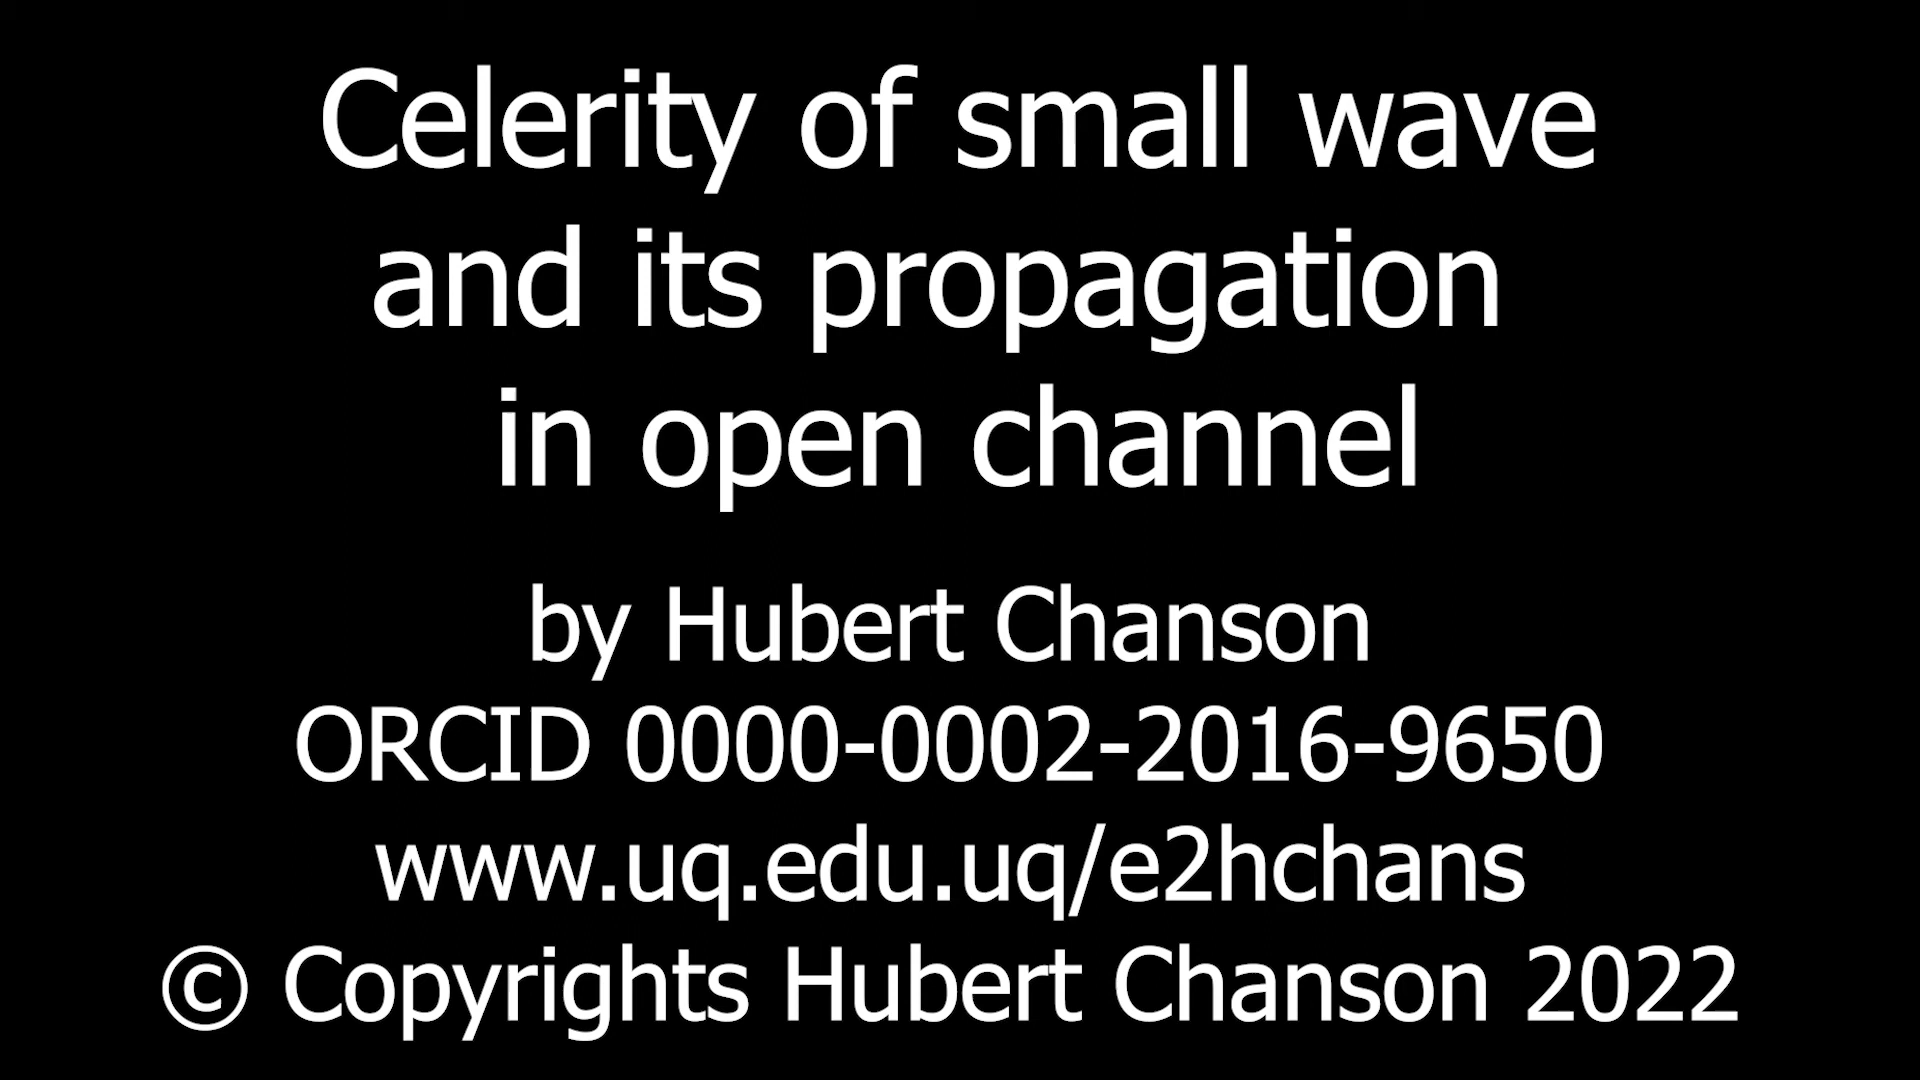 Celerity of small wave
and its propagation
in open channel
by Hubert Chanson
ORCID 0000-0002-2016-9650
www.uq.edu.uq/e2hchans
© Copyrights Hubert Chanson 2022